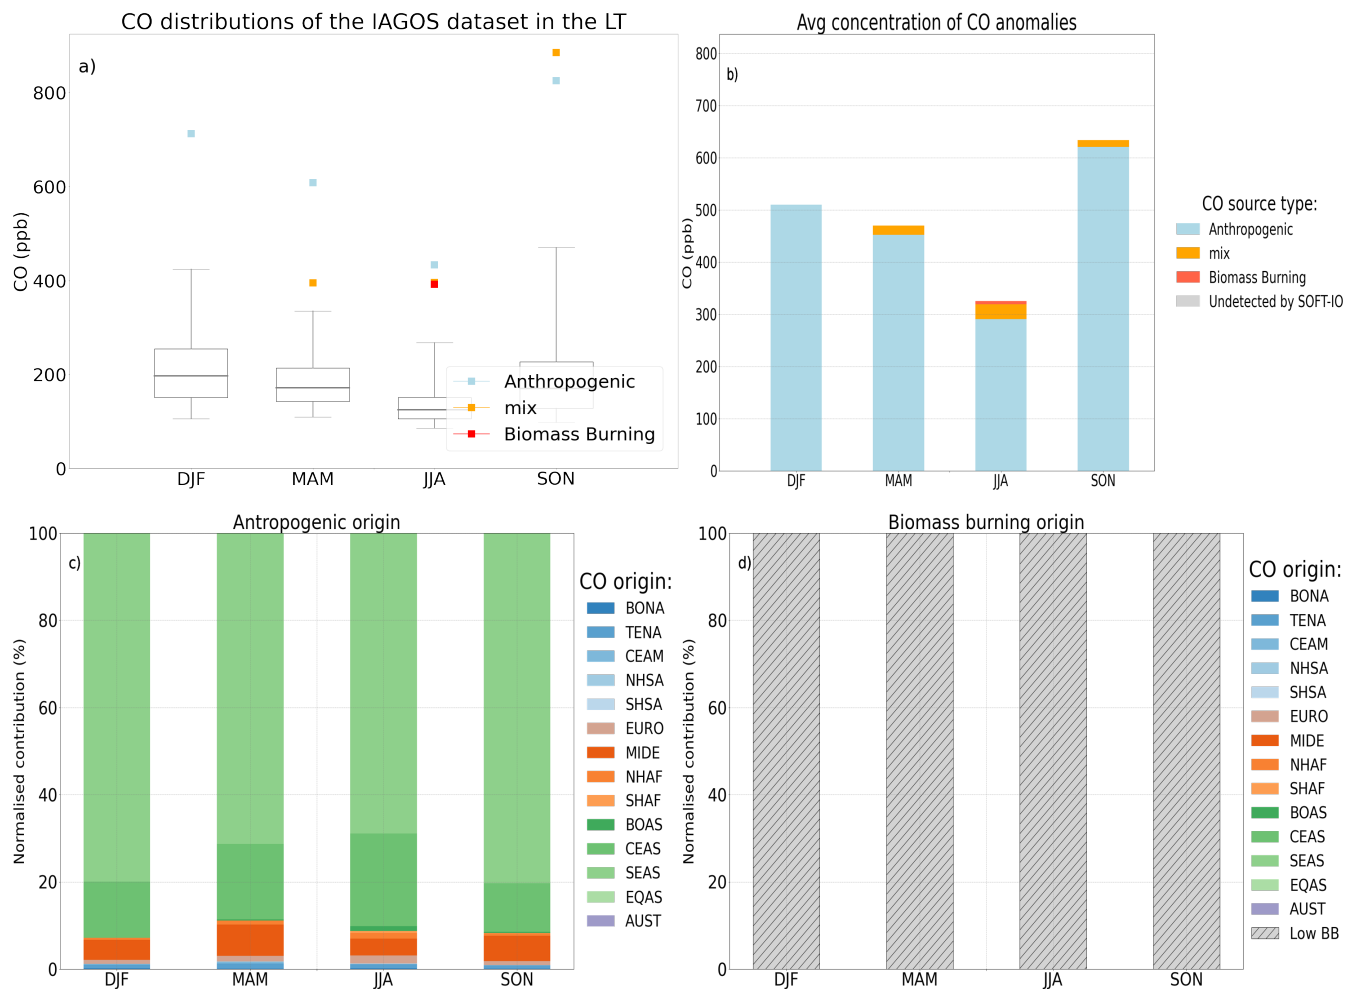 CO distributions of the IAGOS dataset in the LT
a)
CO (ppb)
800
600
400
200
0
DJF
MAM
JJA
SON
Anthropogenic
mix
Biomass Burning
Avg concentration of CO anomalies
b)
CO (ppb)
800
700
600
500
400
300
200
100
0
DJF
MAM
JJA
SON
CO source type:
Anthropogenic
mix
Biomass Burning
Undetected by SOFT-IO
Antropogenic origin
c)
Normalised contribution (%)
100
80
60
40
20
0
DJF
MAM
JJA
SON
CO origin:
BONA
TENA
CEAM
NHSA
SHSA
EURO
MIDE
NHAF
SHAF
BOAS
CEAS
SEAS
EQAS
AUST
Biomass burning origin
d)
Normalised contribution (%)
100
80
60
40
20
0
DJF
MAM
JJA
SON
CO origin:
BONA
TENA
CEAM
NHSA
SHSA
EURO
MIDE
NHAF
SHAF
BOAS
CEAS
SEAS
EQAS
AUST
Low BB